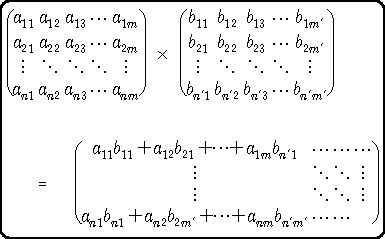 ( a₁₁ a₁₂ a₁₃ ⋯ a₁ₘ ) ( b₁₁ b₁₂ b₁₃ ⋯ b₁ₘ′ )
a₂₁ a₂₂ a₂₃ ⋯ a₂ₘ × b₂₁ b₂₂ b₂₃ ⋯ b₂ₘ′
⋮ ⋱ ⋱ ⋱ ⋮ ⋮ ⋱ ⋱ ⋱ ⋮
aₙ₁ aₙ₂ aₙ₃ ⋯ aₙₘ bₙ′₁ bₙ′₂ bₙ′₃ ⋯ bₙ′ₘ′
( a₁₁b₁₁ + a₁₂b₂₁ + ⋯ + a₁ₘbₙ′₁ ⋯⋯⋯ )
= ⋮ ⋱ ⋱ ⋮
⋮ ⋱ ⋱ ⋮
aₙ₁bₙ₁ + aₙ₂b₂ₘ′ + ⋯ + aₙₘbₙ′ₘ′ ⋯⋯